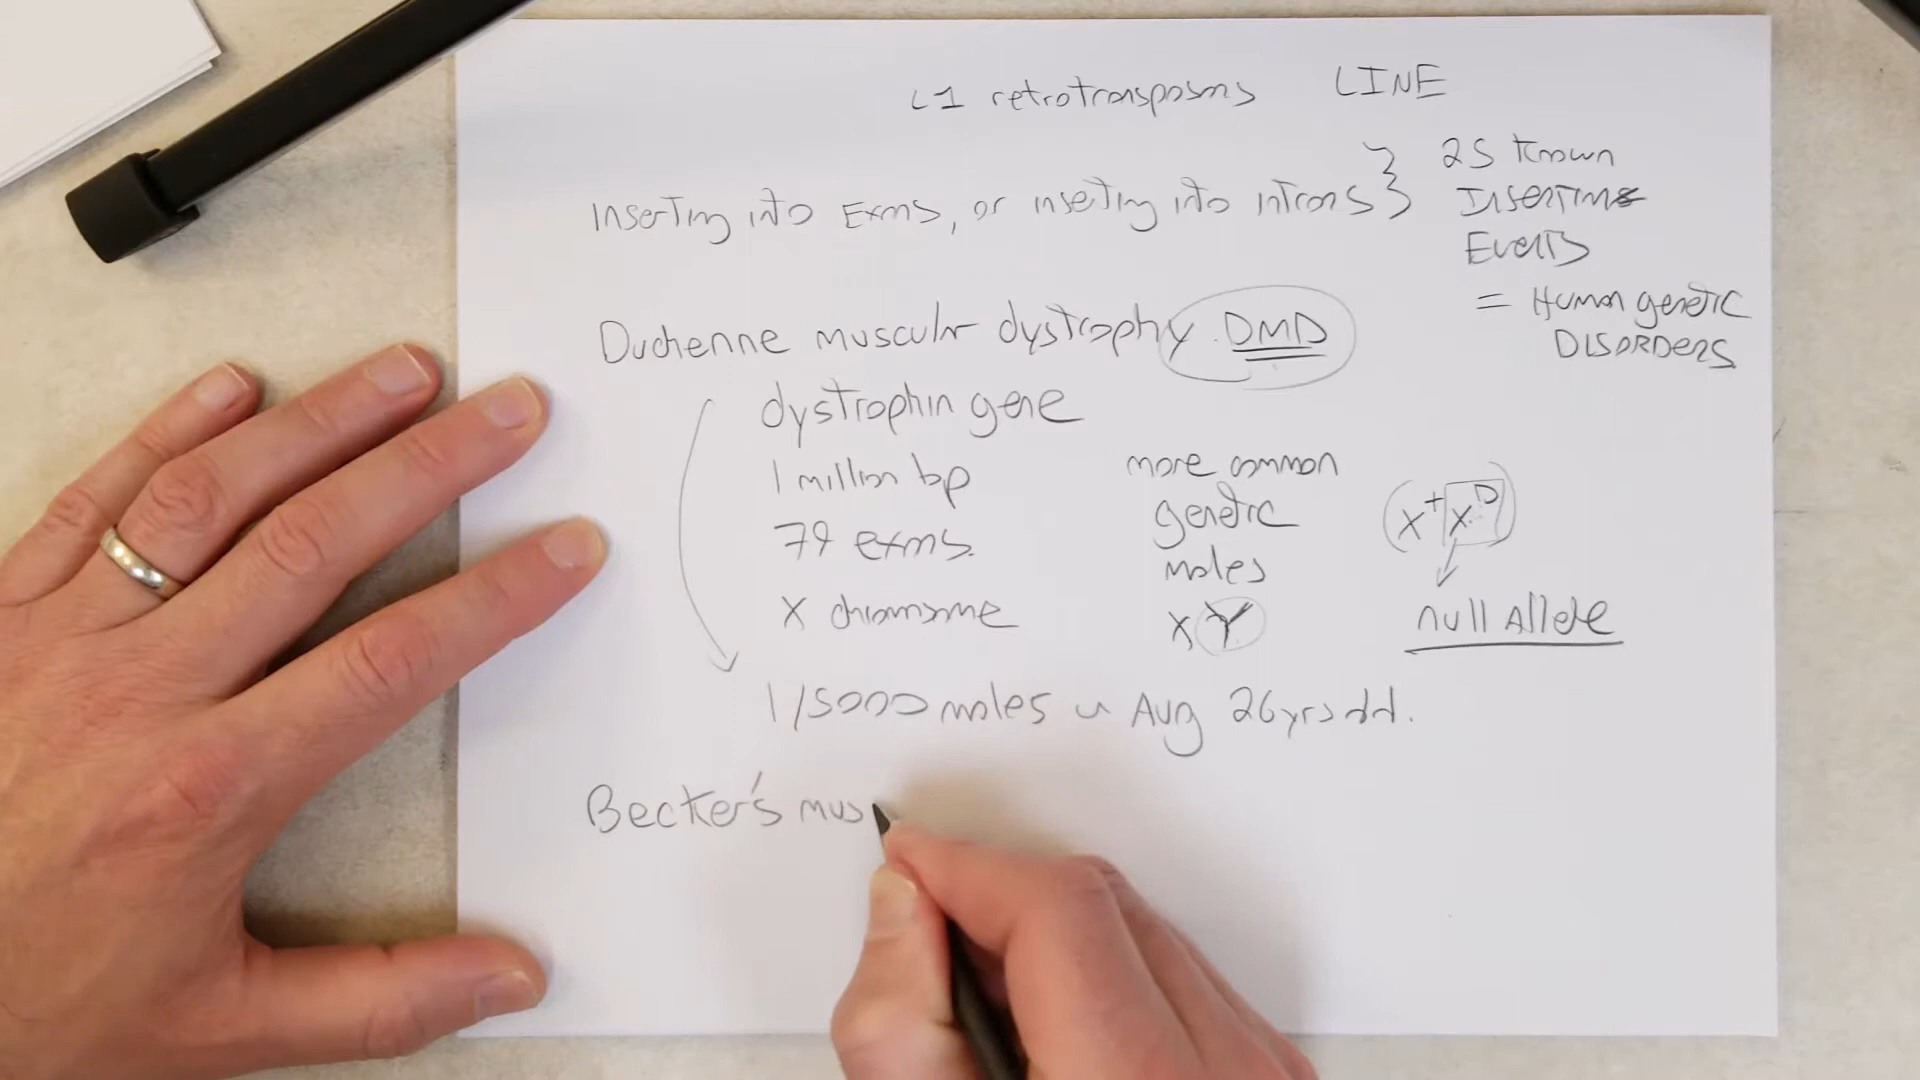 L1 retrotransposons LINE
Inserting into Exons, or inserting into introns } 25 known
Insertions
Events
= Human genetic
DISORDERS
Duchenne muscular dystrophy. DMD
dystrophin gene
1 million bp
79 exons.
X chromosome
more common
genetic
males
X Y
(X+ XD)
null Allele
1/5000 males ~ Avg 26 yrs old.
Becker's mus